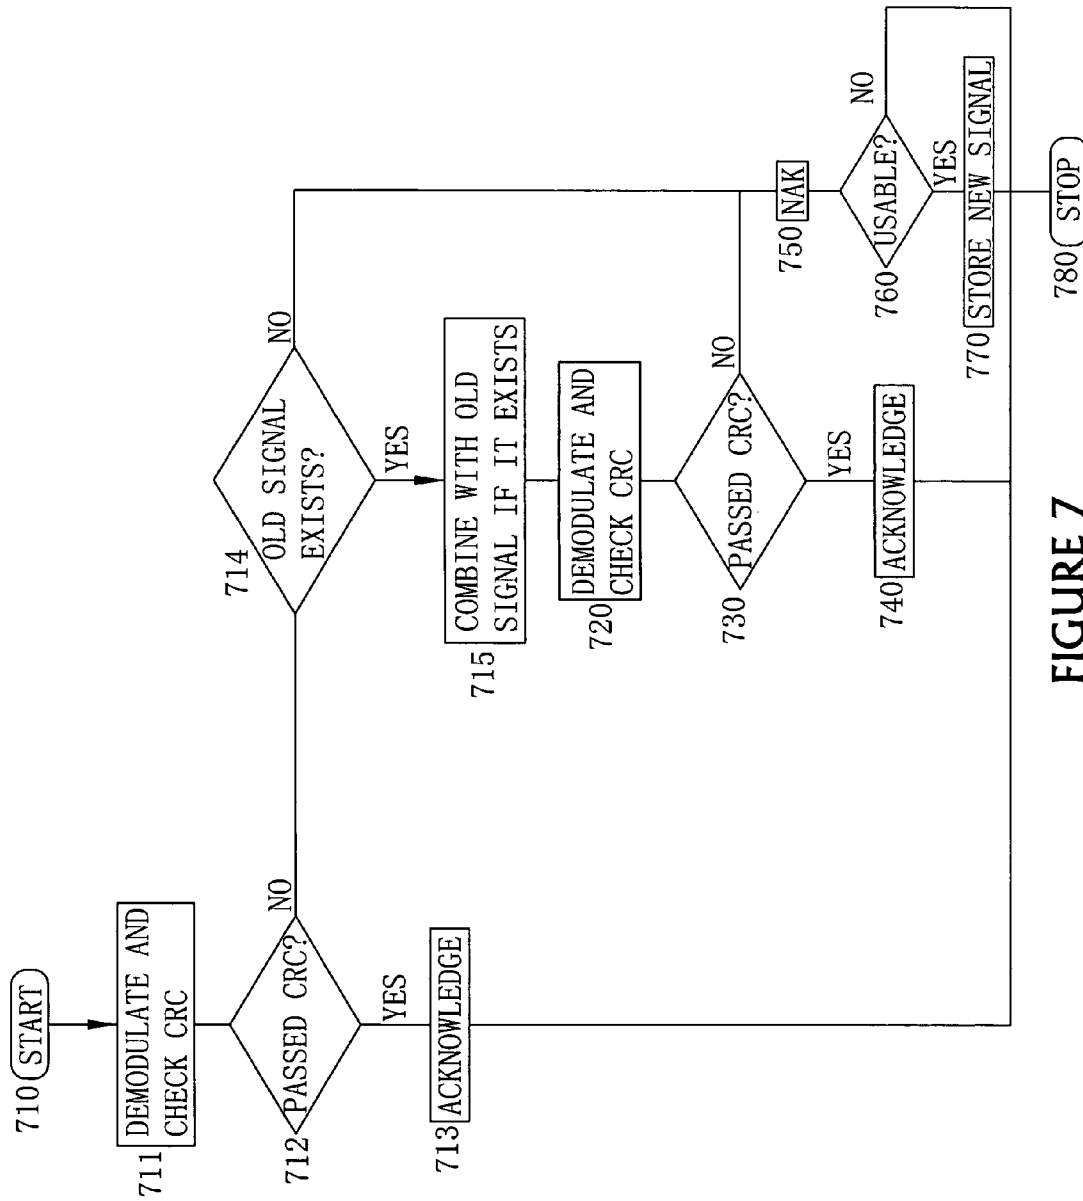 710 START
711 DEMODULATE AND
CHECK CRC
712 PASSED CRC?
NO
YES
713 ACKNOWLEDGE
714
OLD SIGNAL
EXISTS?
NO
YES
715
COMBINE WITH OLD
SIGNAL IF IT EXISTS
720
DEMODULATE AND
CHECK CRC
730 PASSED CRC?
NO
YES
740 ACKNOWLEDGE
750 NAK
760 USABLE?
NO
YES
770 STORE NEW SIGNAL
780 STOP
FIGURE 7